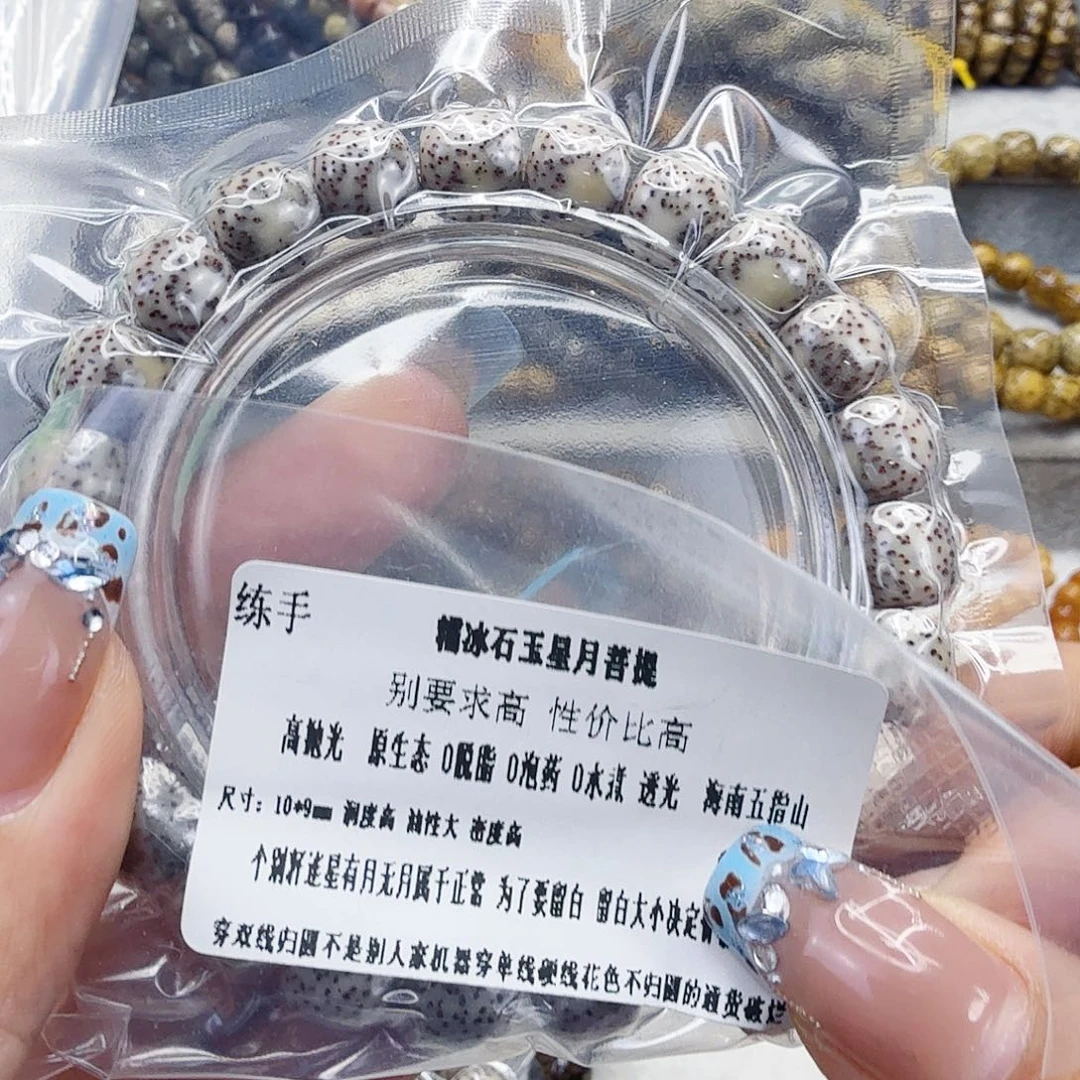 练手
糯冰石玉星月菩提
别要求高 性价比高
高抛光 原生态 0脱脂 0泡药 0水煮 透光 海南五指山
尺寸：10*9mm 润度高 油性大 密度高
个别籽连星有月无月属于正常 为了要留白 留白大小决定
穿双线归圆不是别人家机器穿单线硬线花色不归圆的通货破烂